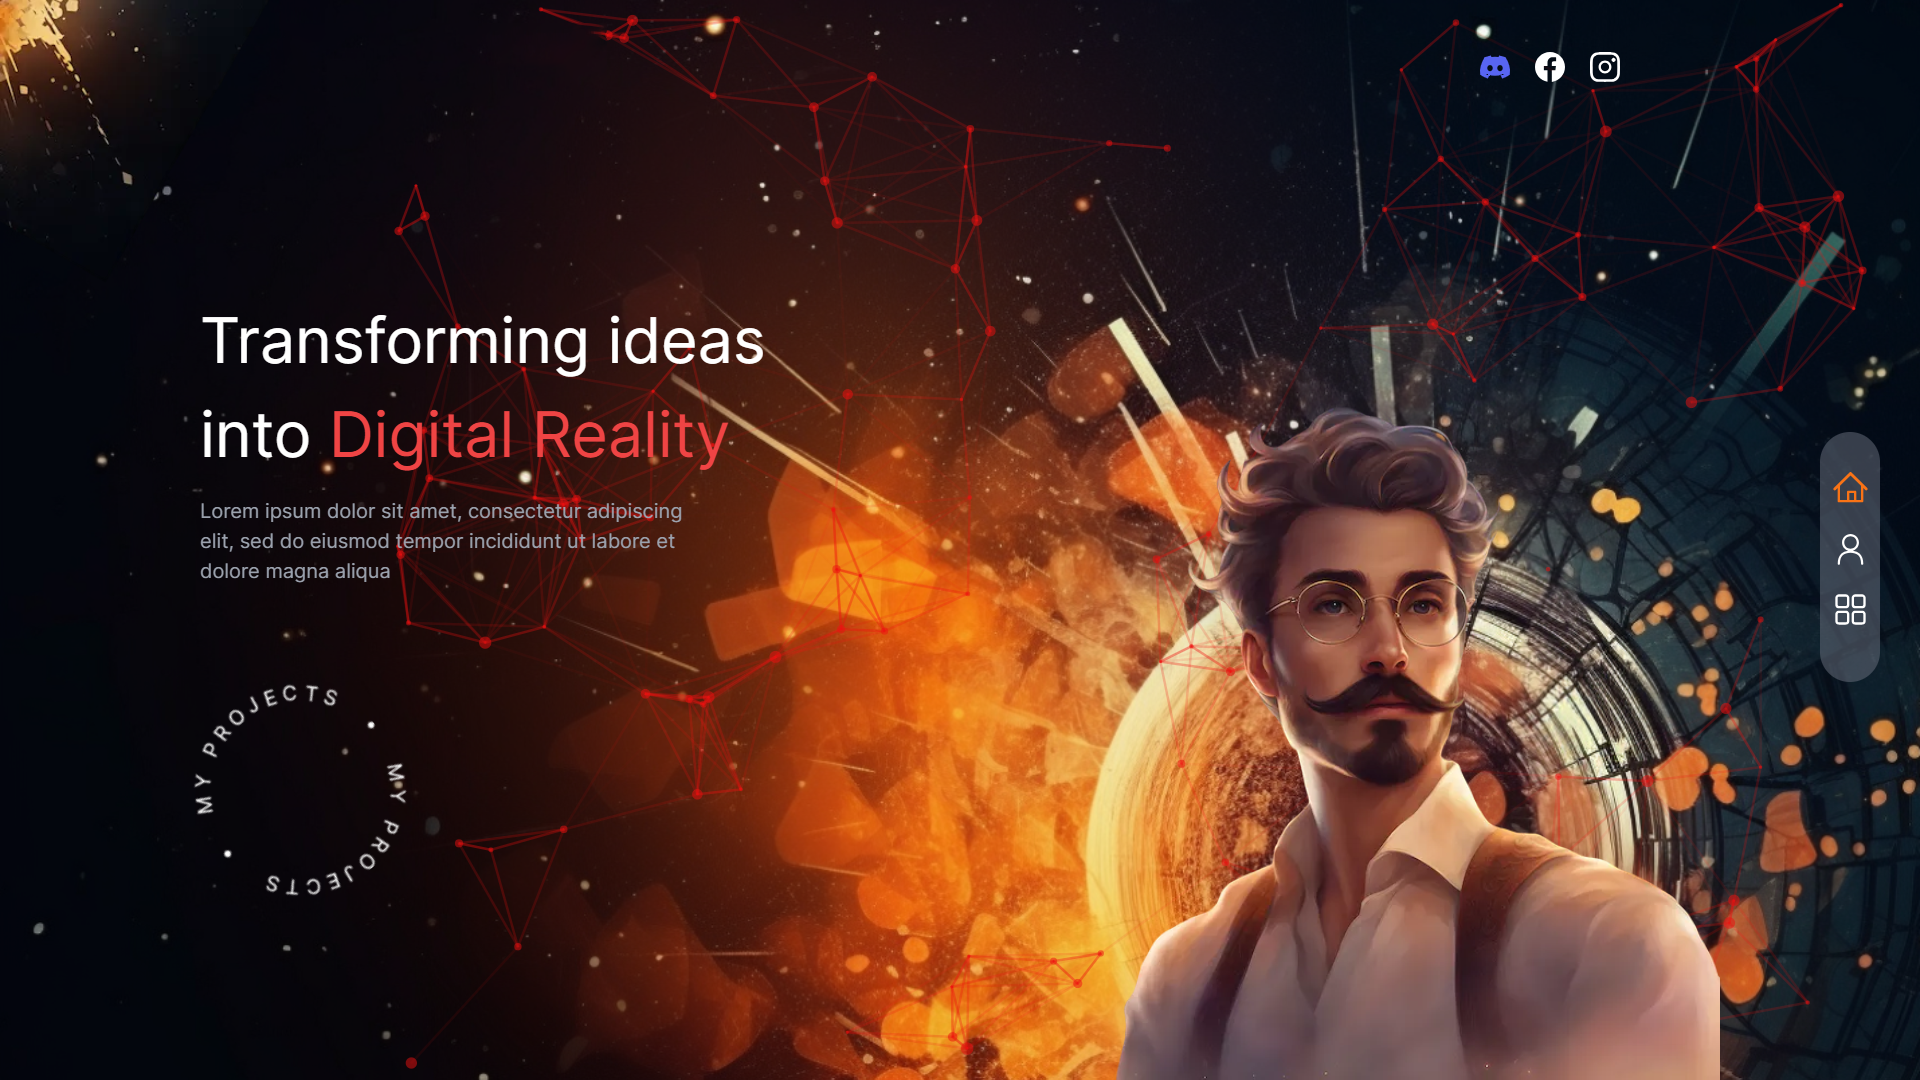 Transforming ideas
into Digital Reality
Lorem ipsum dolor sit amet, consectetur adipiscing
elit, sed do eiusmod tempor incididunt ut labore et
dolore magna aliqua
MY PROJECTS
MY PROJECTS